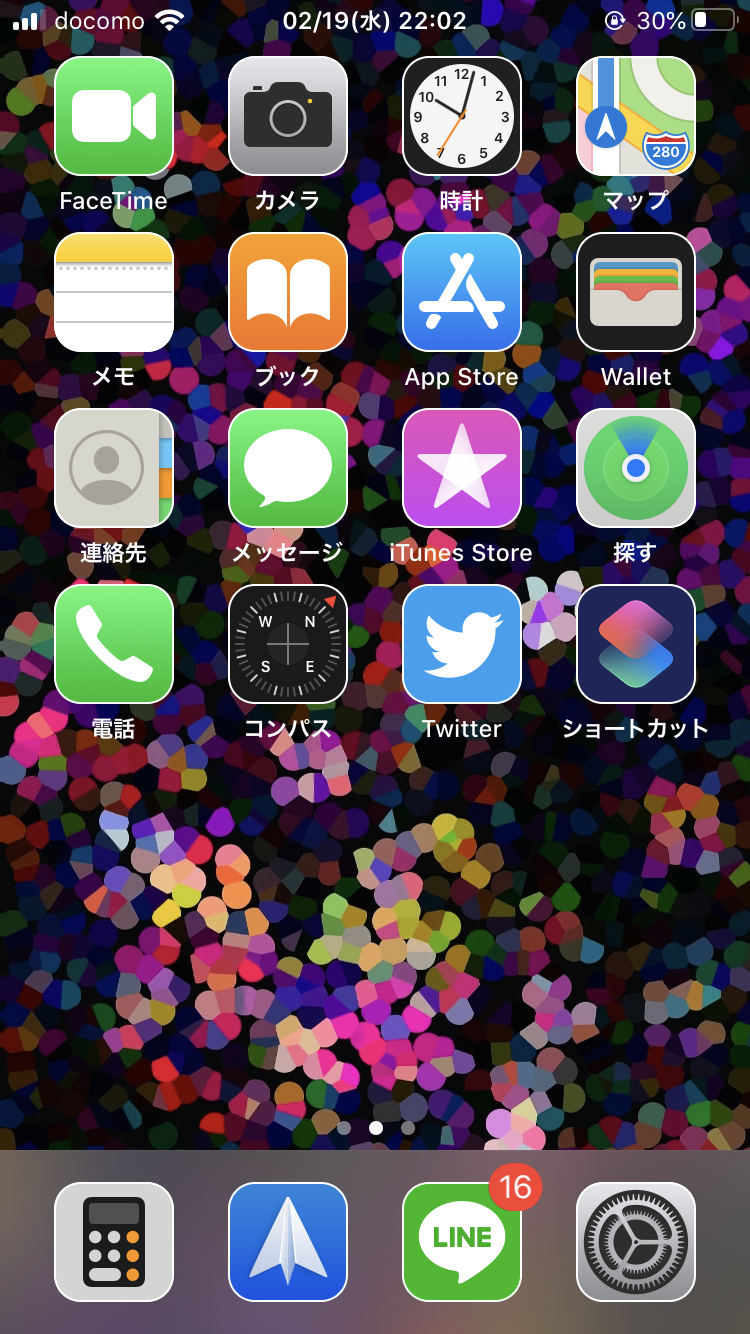 docomo 02/19(水) 22:02 30%
12
11 1
10 2
9 3
8 4
7 5
6
280
FaceTime カメラ 時計 マップ
メモ ブック App Store Wallet
連絡先 メッセージ iTunes Store 探す
W N
S E
電話 コンパス Twitter ショートカット
16
LINE